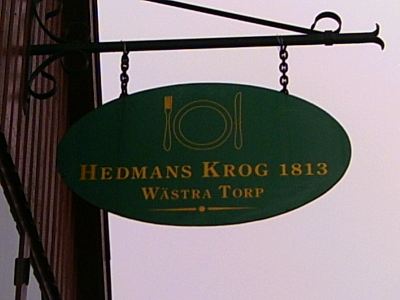 HEDMANS KROG 1813
WÄSTRA TORP